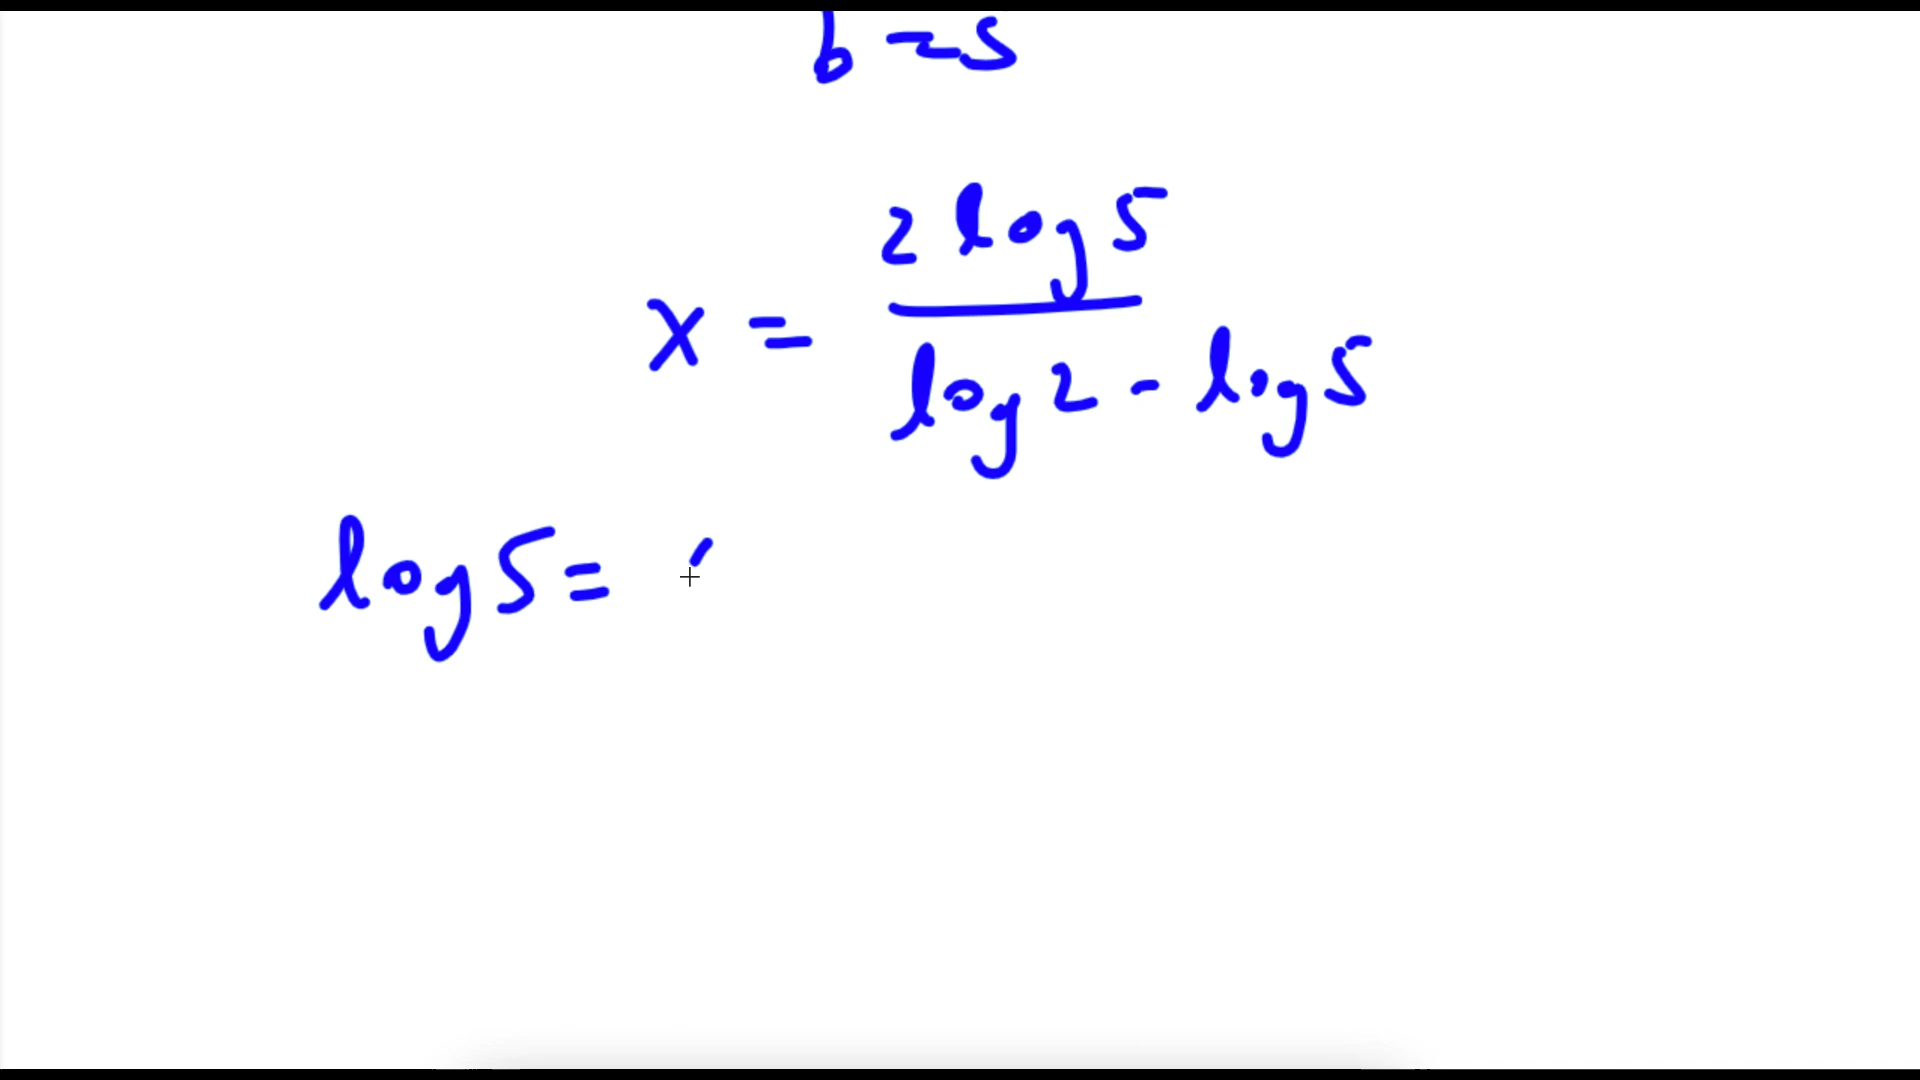 b = 5
x = 2 log 5 / log 2 - log 5
log 5 =